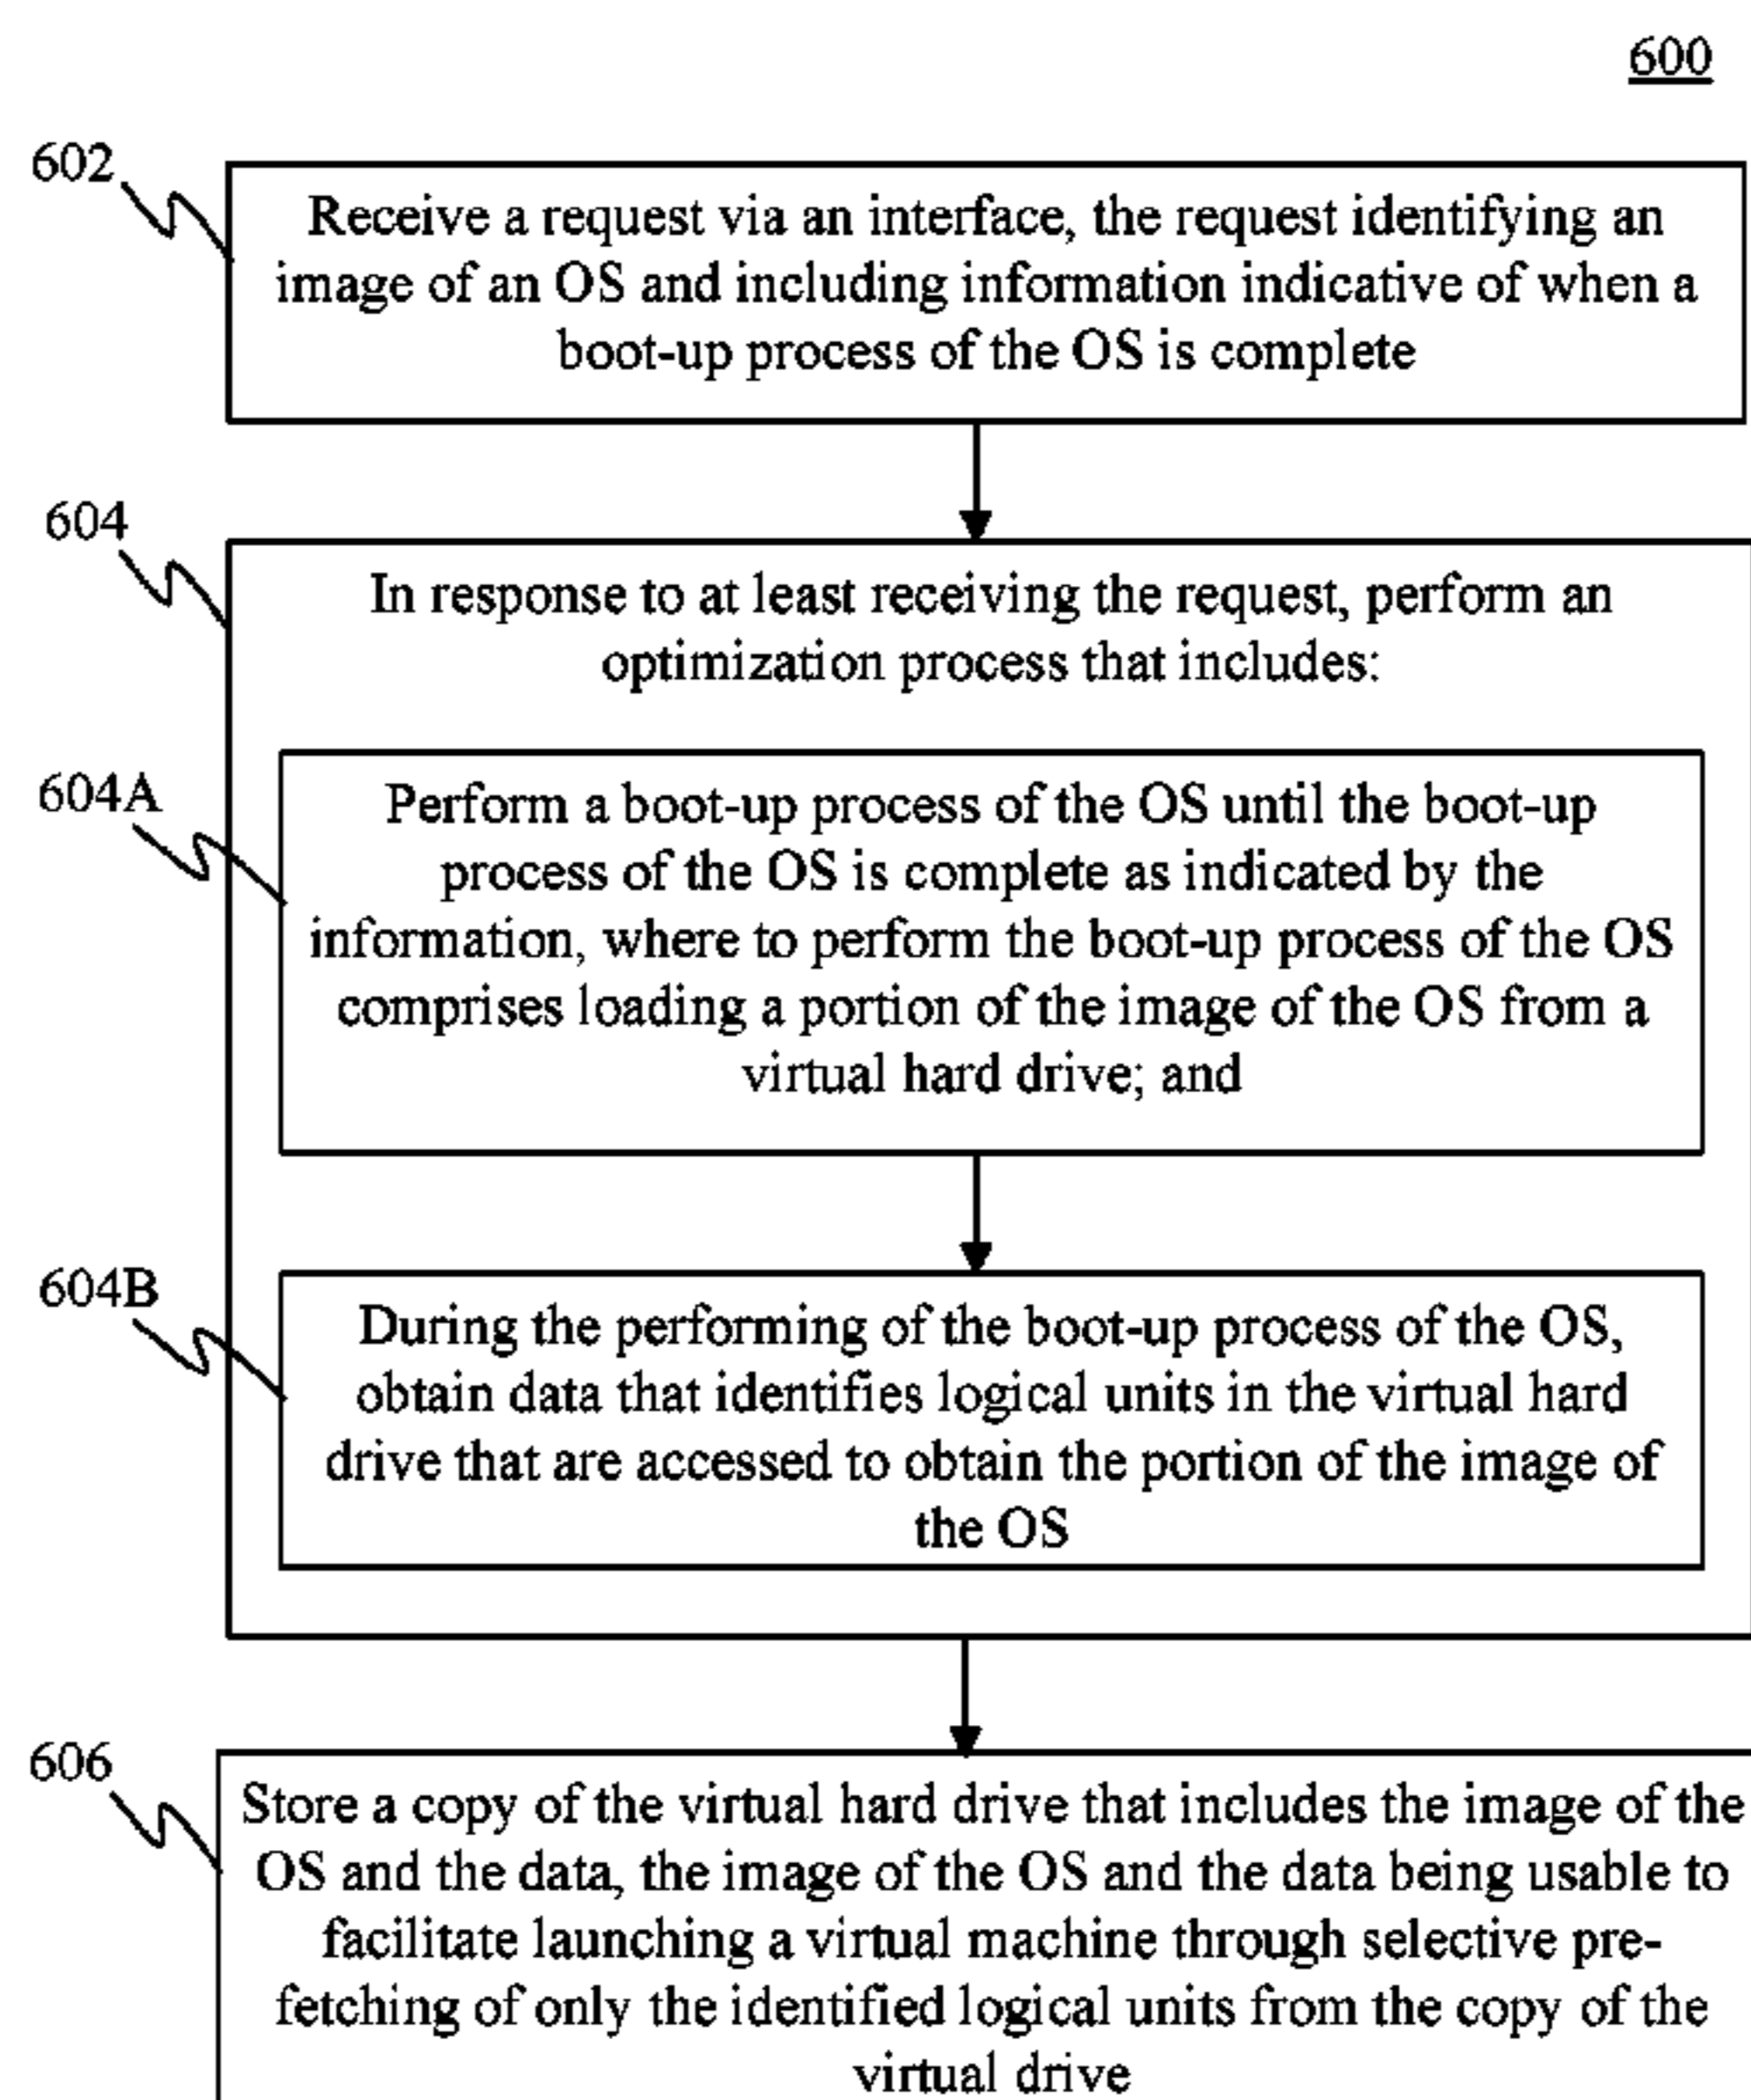 600
602
Receive a request via an interface, the request identifying an
image of an OS and including information indicative of when a
boot-up process of the OS is complete
604
In response to at least receiving the request, perform an
optimization process that includes:
604A
Perform a boot-up process of the OS until the boot-up
process of the OS is complete as indicated by the
information, where to perform the boot-up process of the OS
comprises loading a portion of the image of the OS from a
virtual hard drive; and
604B
During the performing of the boot-up process of the OS,
obtain data that identifies logical units in the virtual hard
drive that are accessed to obtain the portion of the image of
the OS
606
Store a copy of the virtual hard drive that includes the image of the
OS and the data, the image of the OS and the data being usable to
facilitate launching a virtual machine through selective pre-
fetching of only the identified logical units from the copy of the
virtual drive